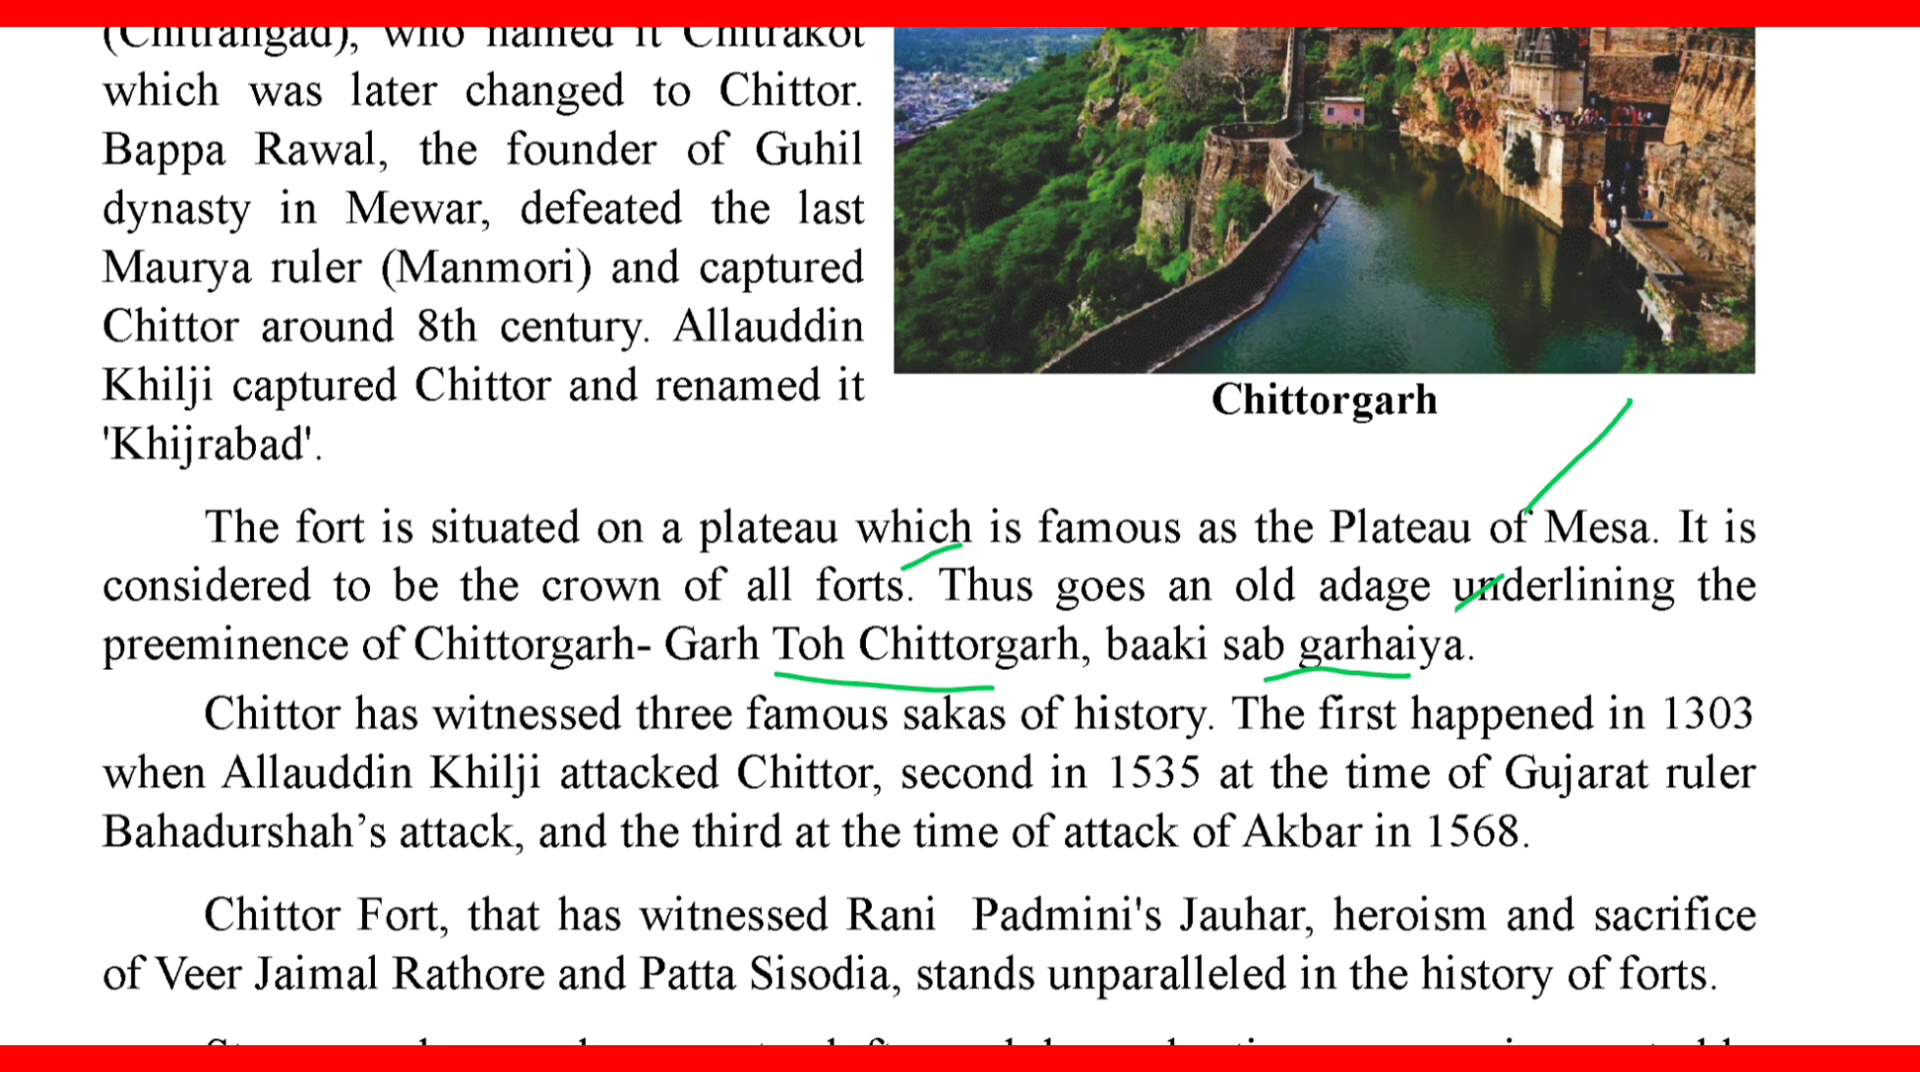 (Chitrangad), who named it Chitrakot
which was later changed to Chittor.
Bappa Rawal, the founder of Guhil
dynasty in Mewar, defeated the last
Maurya ruler (Manmori) and captured
Chittor around 8th century. Allauddin
Khilji captured Chittor and renamed it
'Khijrabad'.
Chittorgarh
The fort is situated on a plateau which is famous as the Plateau of Mesa. It is
considered to be the crown of all forts. Thus goes an old adage underlining the
preeminence of Chittorgarh- Garh Toh Chittorgarh, baaki sab garhaiya.
Chittor has witnessed three famous sakas of history. The first happened in 1303
when Allauddin Khilji attacked Chittor, second in 1535 at the time of Gujarat ruler
Bahadurshah’s attack, and the third at the time of attack of Akbar in 1568.
Chittor Fort, that has witnessed Rani Padmini's Jauhar, heroism and sacrifice
of Veer Jaimal Rathore and Patta Sisodia, stands unparalleled in the history of forts.